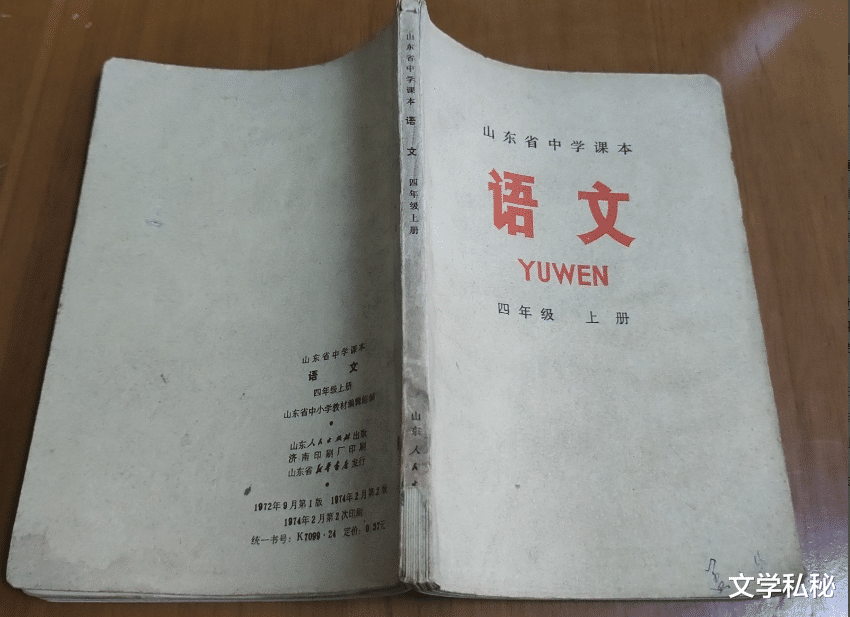 山东省中学课本
语文
YUWEN
四年级 上册
山东省中学课本 语文 四年级上册
山东人
山东省中学课本
语文
四年级上册
山东省中小学教材编辑组编
山东人民出版社出版
济南印刷厂印刷
山东省新华书店发行
1972年9月第1版 1974年2月第2版
1974年2月第2次印刷
统一书号：K7099·24 定价：0.37元
文学私秘